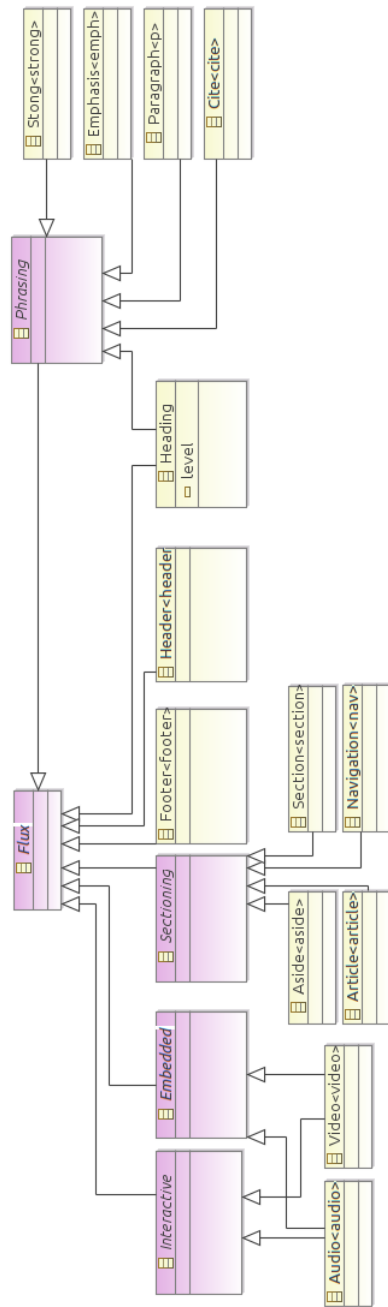 Flux
Phrasing
Interactive
Embedded
Sectioning
Footer<footer>
Header<header
Heading
level
Stong<strong>
Emphasis<emph>
Paragraph<p>
Cite<cite>
Audio<audio>
Video<video>
Aside<aside>
Article<article>
Section<section>
Navigation<nav>